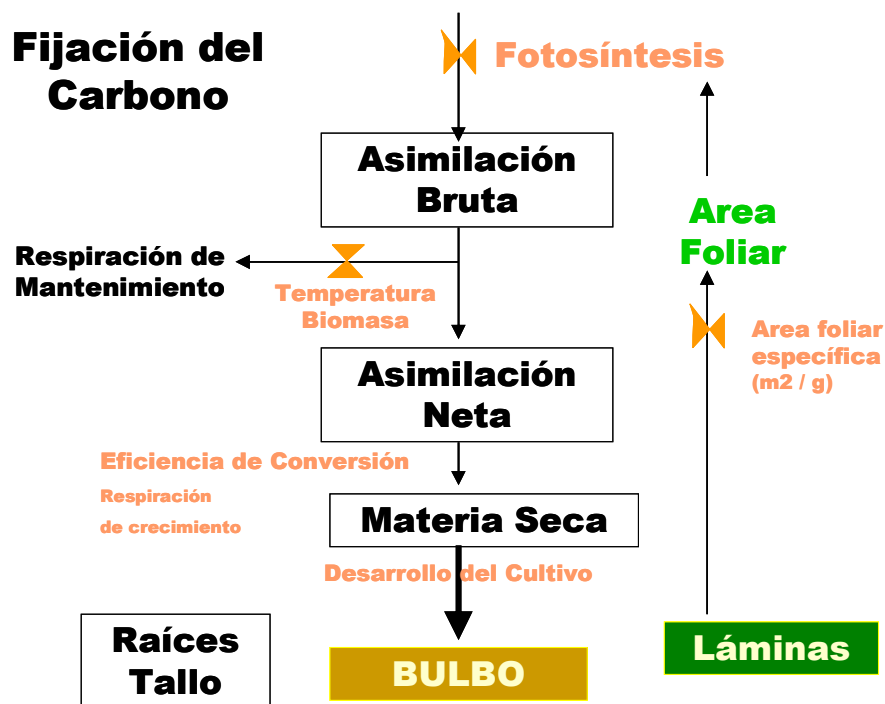 Fijación del
Carbono
Fotosíntesis
Asimilación
Bruta
Area
Foliar
Respiración de
Mantenimiento
Temperatura
Biomasa
Area foliar
específica
(m2 / g)
Asimilación
Neta
Eficiencia de Conversión
Respiración
de crecimiento
Materia Seca
Desarrollo del Cultivo
Raíces
Tallo
BULBO
Láminas